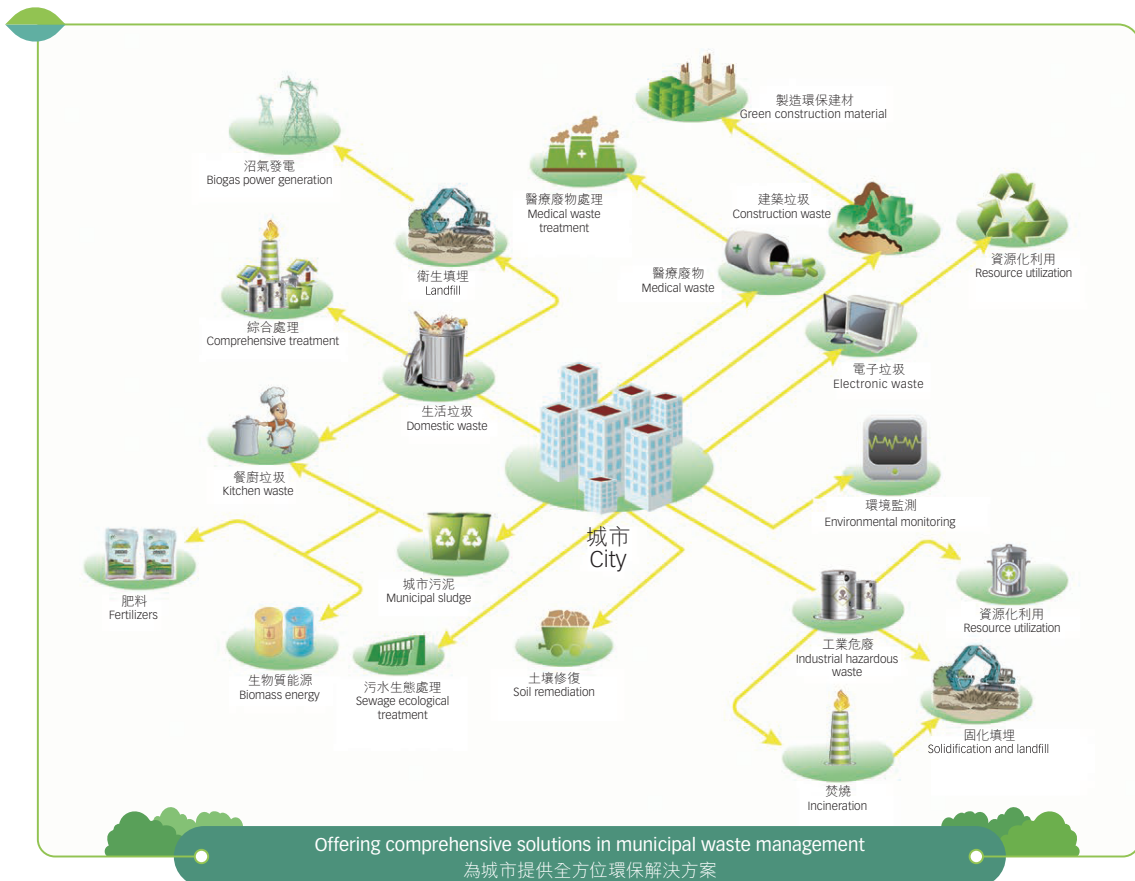 製造環保建材
Green construction material
沼氣發電
Biogas power generation
醫療廢物處理
Medical waste
treatment
建築垃圾
Construction waste
資源化利用
Resource utilization
衛生填埋
Landfill
醫療廢物
Medical waste
綜合處理
Comprehensive treatment
電子垃圾
Electronic waste
生活垃圾
Domestic waste
餐廚垃圾
Kitchen waste
環境監測
Environmental monitoring
城市
City
城市污泥
Municipal sludge
肥料
Fertilizers
資源化利用
Resource utilization
工業危廢
Industrial hazardous
waste
生物質能源
Biomass energy
污水生態處理
Sewage ecological
treatment
土壤修復
Soil remediation
固化填埋
Solidification and landfill
焚燒
Incineration
Offering comprehensive solutions in municipal waste management
為城市提供全方位環保解決方案